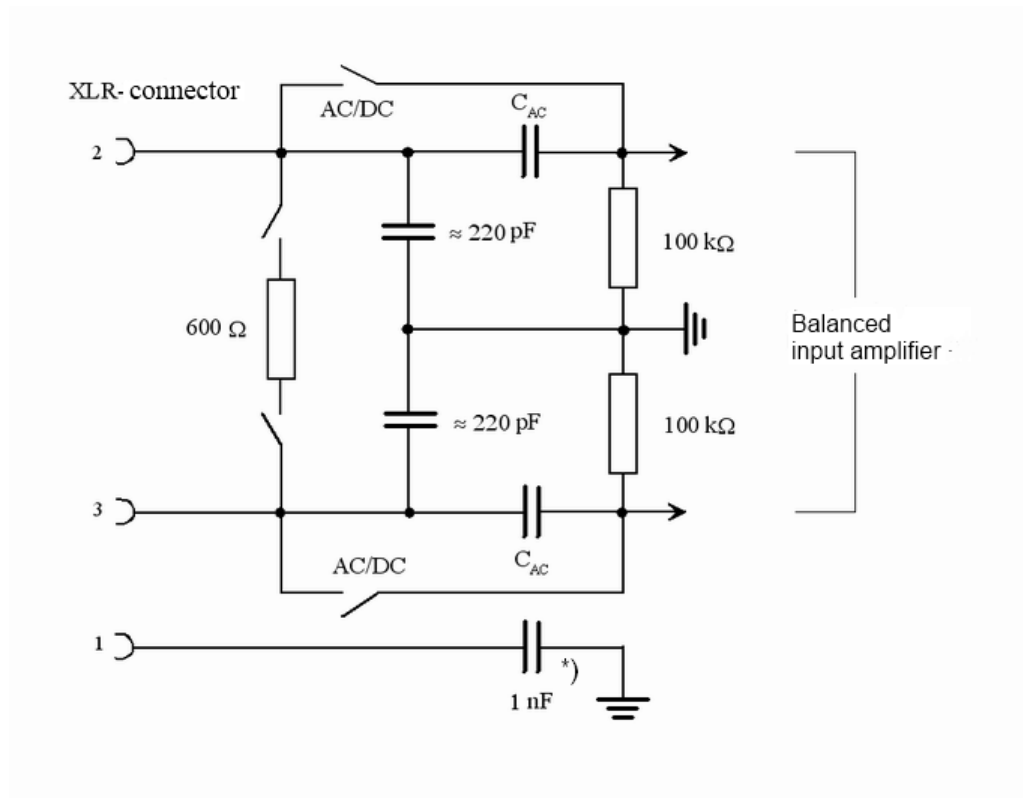 XLR- connector
AC/DC
C_AC
2
≈ 220 pF
100 kΩ
600 Ω
Balanced
input amplifier -
≈ 220 pF
100 kΩ
3
AC/DC
C_AC
1
*)
1 nF